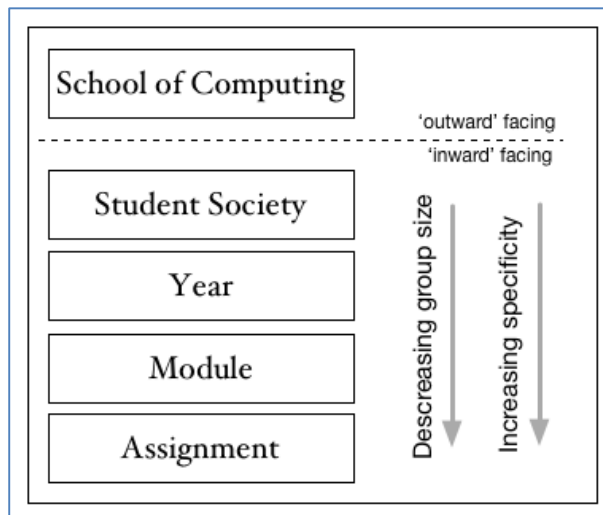 School of Computing
'outward' facing
'inward' facing
Student Society
Year
Module
Assignment
Descreasing group size
Increasing specificity